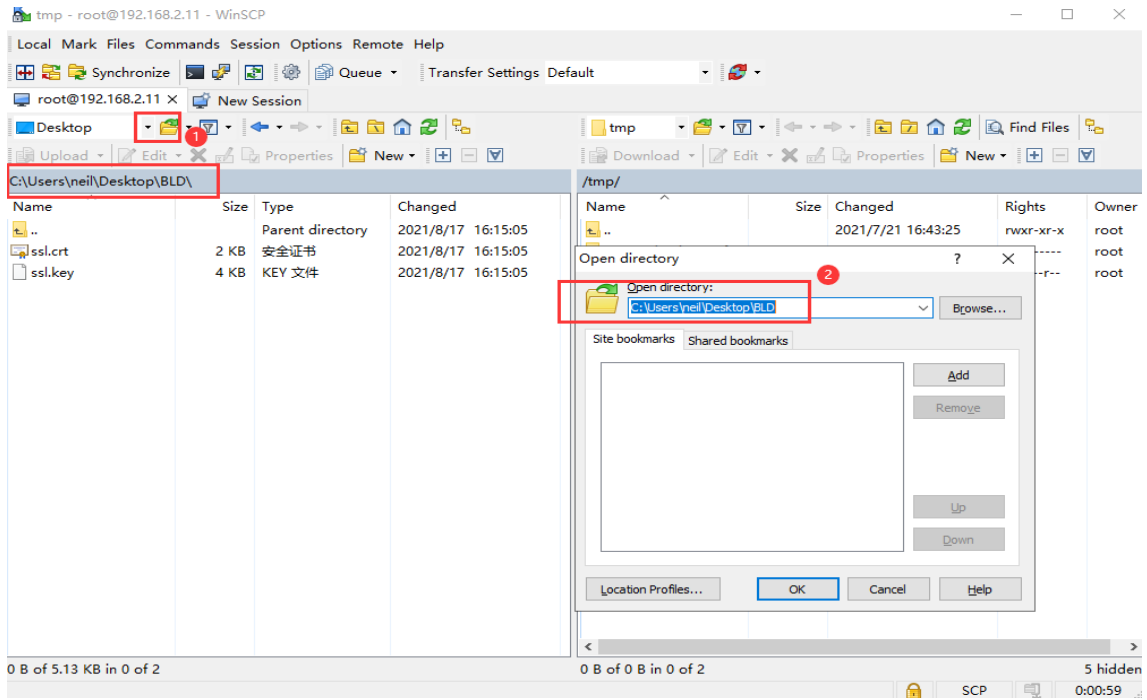 tmp - root@192.168.2.11 - WinSCP
Local Mark Files Commands Session Options Remote Help
Synchronize Queue Transfer Settings Default
root@192.168.2.11 × New Session
Desktop
1
tmp Find Files
Upload Edit Properties New
Download Edit Properties New
C:\Users\neil\Desktop\BLD\
/tmp/
Name Size Type Changed
.. Parent directory 2021/8/17 16:15:05
ssl.crt 2 KB 安全证书 2021/8/17 16:15:05
ssl.key 4 KB KEY 文件 2021/8/17 16:15:05
Name Size Changed Rights Owner
.. 2021/7/21 16:43:25 rwxr-xr-x root
----- root
--r-- root
Open directory ?
2
Open directory:
C:\Users\neil\Desktop\BLD Browse...
Site bookmarks Shared bookmarks
Add
Remove
Up
Down
Location Profiles... OK Cancel Help
0 B of 5.13 KB in 0 of 2
0 B of 0 B in 0 of 2 5 hidden
SCP 0:00:59